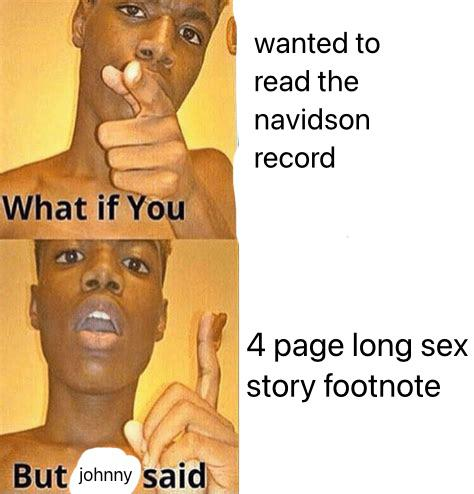 wanted to
read the
navidson
record
What if You
4 page long sex
story footnote
But johnny said